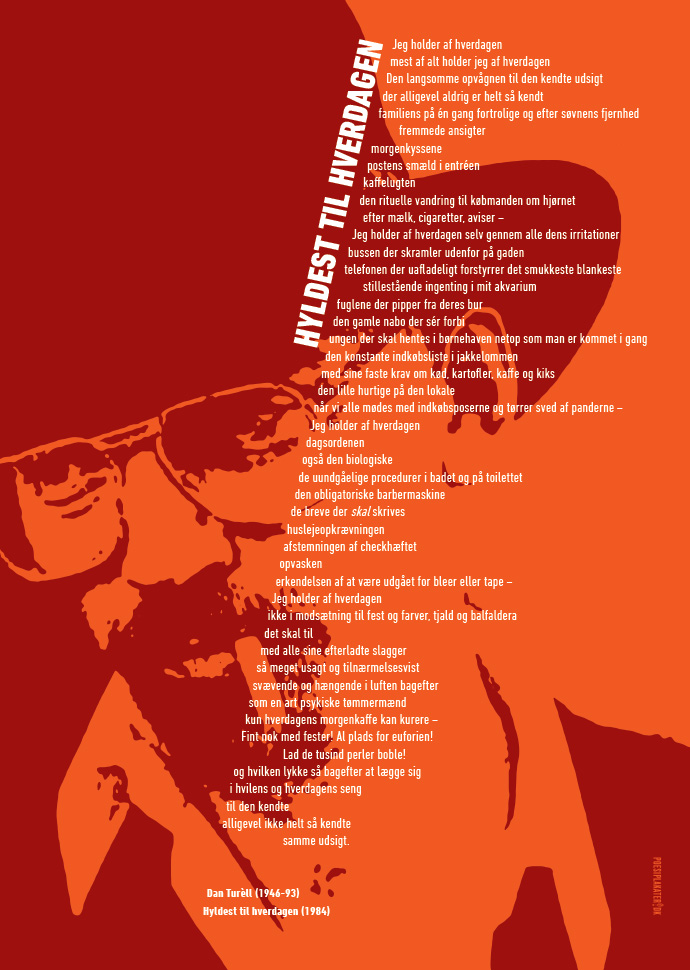 HYLDEST TIL HVERDAGEN
Jeg holder af hverdagen
mest af alt holder jeg af hverdagen
Den langsomme opvågnen til den kendte udsigt
der alligevel aldrig er helt så kendt
familiens på én gang fortrolige og efter søvnens fjernhed
fremmede ansigter
morgenkyssene
postens smæld i entréen
kaffelugten
den rituelle vandring til købmanden om hjørnet
efter mælk, cigaretter, aviser –
Jeg holder af hverdagen selv gennem alle dens irritationer
bussen der skramler udenfor på gaden
telefonen der uafladeligt forstyrrer det smukkeste blankeste
stillestående ingenting i mit akvarium
fuglene der pipper fra deres bur
den gamle nabo der sér forbi
ungen der skal hentes i børnehaven netop som man er kommet i gang
den konstante indkøbsliste i jakkelommen
med sine faste krav om kød, kartofler, kaffe og kiks
den lille hurtige på den lokale
når vi alle mødes med indkøbsposerne og tørrer sved af panderne –
Jeg holder af hverdagen
dagsordenen
også den biologiske
de uundgåelige procedurer i badet og på toilettet
den obligatoriske barbermaskine
de breve der skal skrives
huslejeopkrævningen
afstemningen af checkhæftet
opvasken
erkendelsen af at være udgået for bleer eller tape –
Jeg holder af hverdagen
ikke i modsætning til fest og farver, tjald og balfaldera
det skal til
med alle sine efterladte slagger
så meget usagt og tilnærmelsesvist
svævende og hængende i luften bagefter
som en art psykiske tømmermænd
kun hverdagens morgenkaffe kan kurere –
Fint nok med fester! Al plads for euforien!
Lad de tusind perler boble!
og hvilken lykke så bagefter at lægge sig
i hvilens og hverdagens seng
til den kendte
alligevel ikke helt så kendte
samme udsigt.
Dan Turèll (1946-93)
Hyldest til hverdagen (1984)
POESIPLAKATER.DK